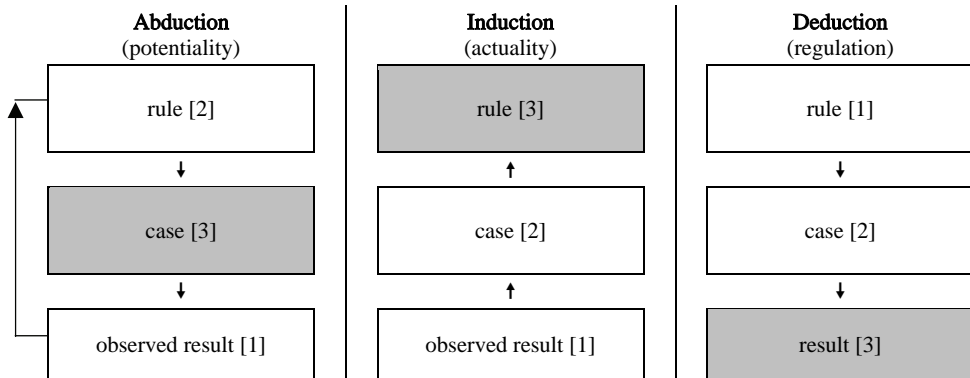 Abduction
(potentiality)
rule [2]
case [3]
observed result [1]
Induction
(actuality)
rule [3]
case [2]
observed result [1]
Deduction
(regulation)
rule [1]
case [2]
result [3]